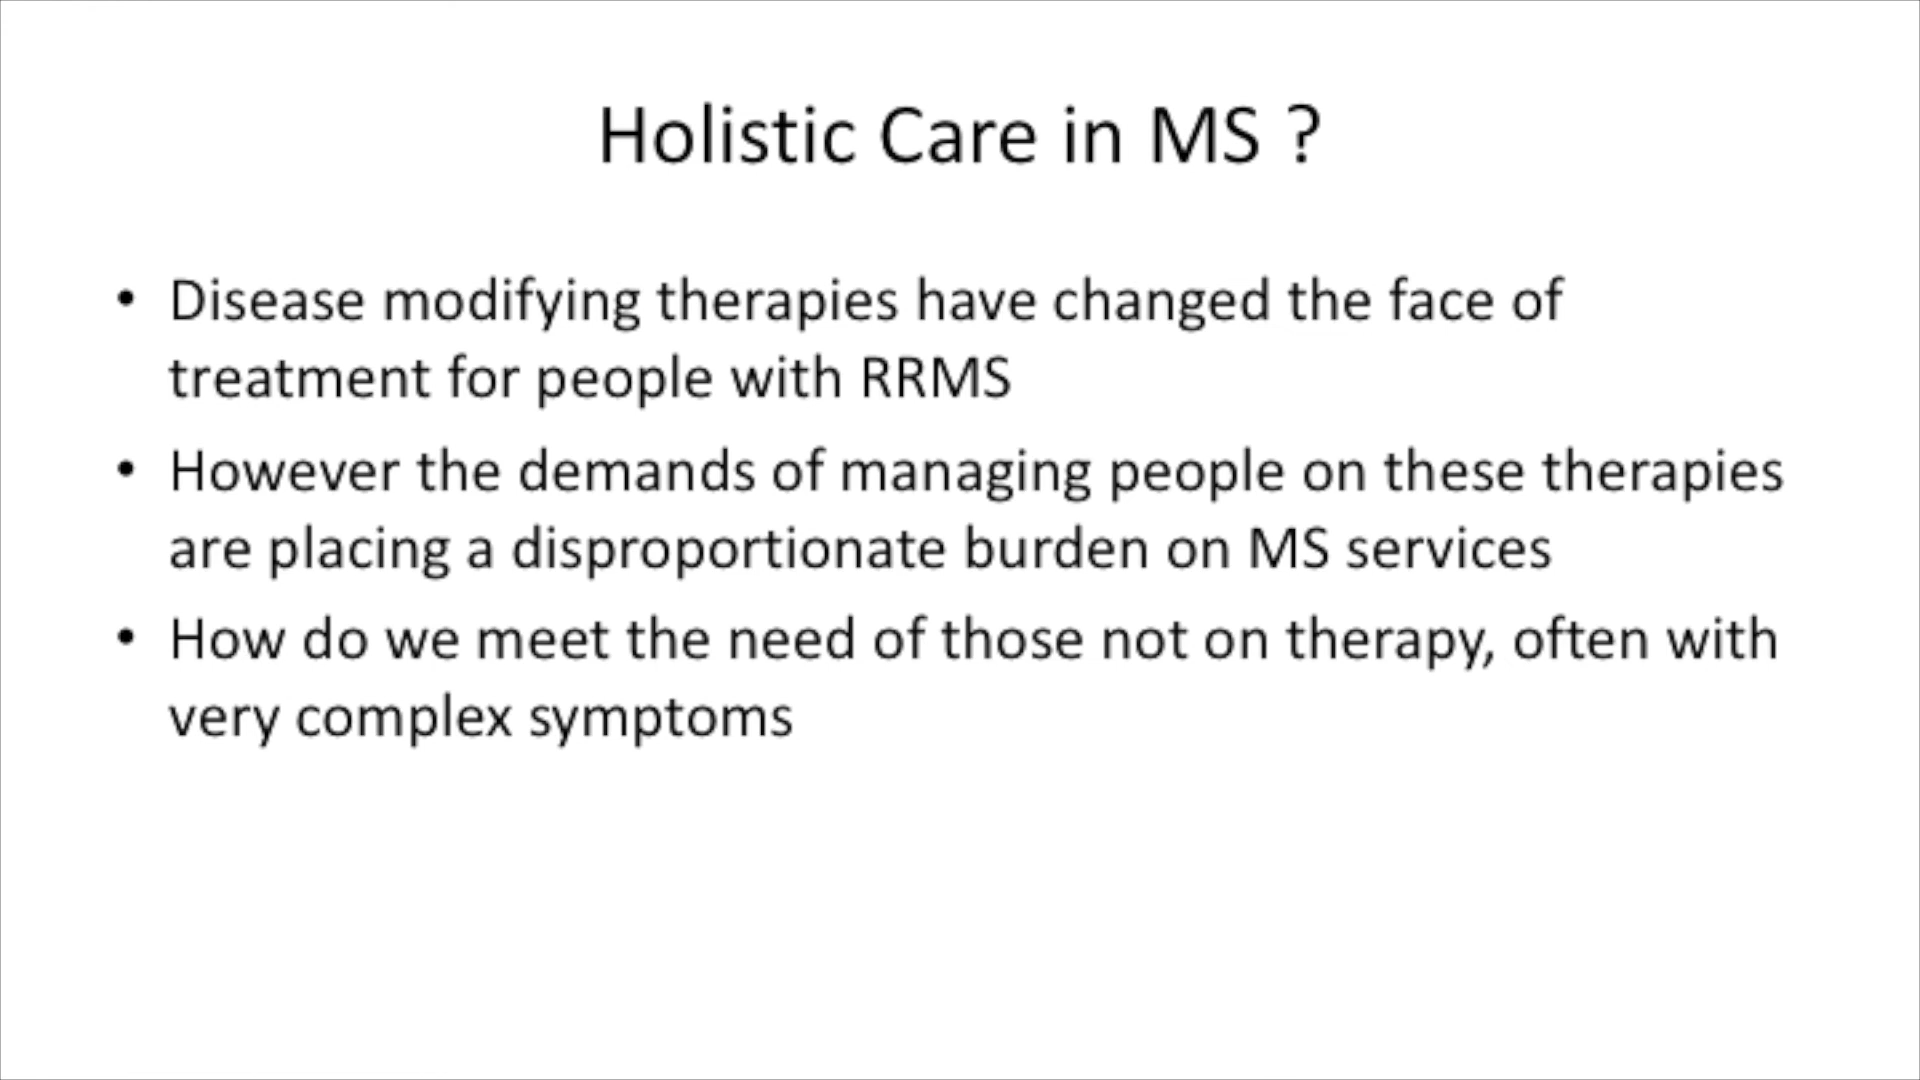 Holistic Care in MS ?
• Disease modifying therapies have changed the face of
treatment for people with RRMS
• However the demands of managing people on these therapies
are placing a disproportionate burden on MS services
• How do we meet the need of those not on therapy, often with
very complex symptoms